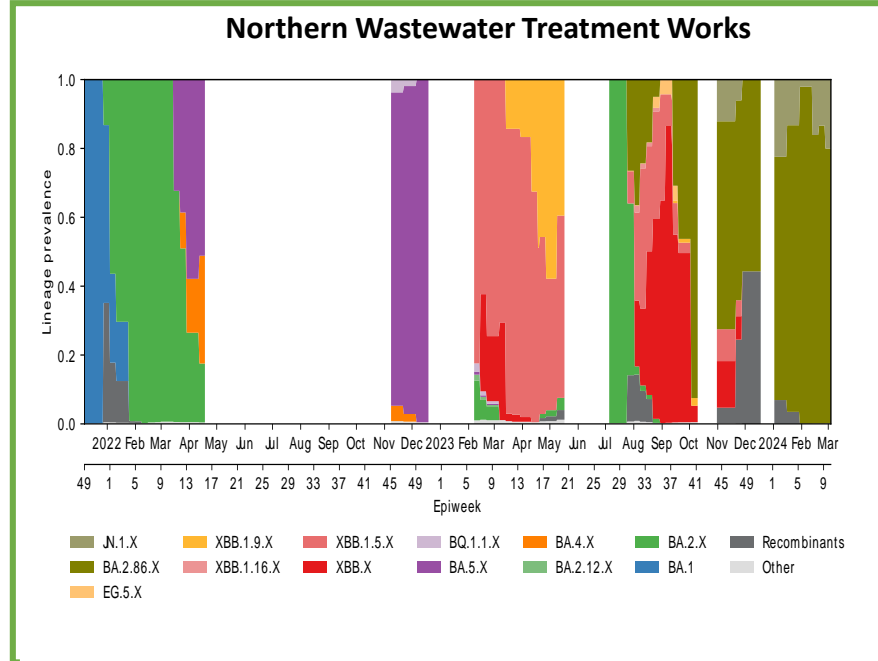 Northern Wastewater Treatment Works
Lineage prevalence
1.0
0.8
0.6
0.4
0.2
0.0
2022 Feb Mar Apr May Jun Jul Aug Sep Oct Nov Dec 2023 Feb Mar Apr May Jun Jul Aug Sep Oct Nov Dec 2024 Feb Mar
49 1 5 9 13 17 21 25 29 33 37 41 45 49 1 5 9 13 17 21 25 29 33 37 41 45 49 1 5 9
Epiweek
JN.1.X XBB.1.9.X XBB.1.5.X BQ.1.1.X BA.4.X BA.2.X Recombinants
BA.2.86.X XBB.1.16.X XBB.X BA.5.X BA.2.12.X BA.1 Other
EG.5.X